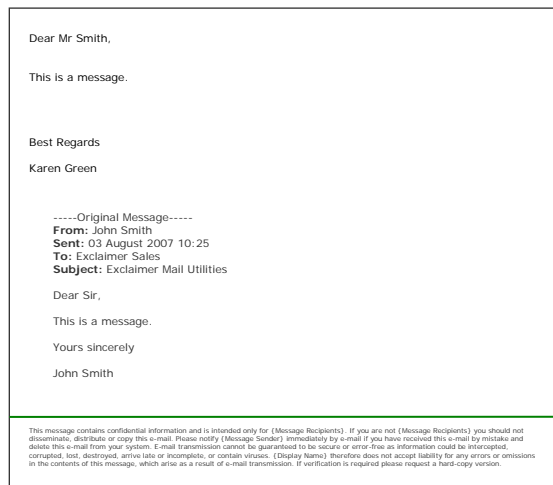 Dear Mr Smith,
This is a message.
Best Regards
Karen Green
-----Original Message-----
From: John Smith
Sent: 03 August 2007 10:25
To: Exclaimer Sales
Subject: Exclaimer Mail Utilities
Dear Sir,
This is a message.
Yours sincerely
John Smith
This message contains confidential information and is intended only for {Message Recipients}. If you are not {Message Recipients} you should not
disseminate, distribute or copy this e-mail. Please notify {Message Sender} immediately by e-mail if you have received this e-mail by mistake and
delete this e-mail from your system. E-mail transmission cannot be guaranteed to be secure or error-free as information could be intercepted,
corrupted, lost, destroyed, arrive late or incomplete, or contain viruses. {Display Name} therefore does not accept liability for any errors or omissions
in the contents of this message, which arise as a result of e-mail transmission. If verification is required please request a hard-copy version.